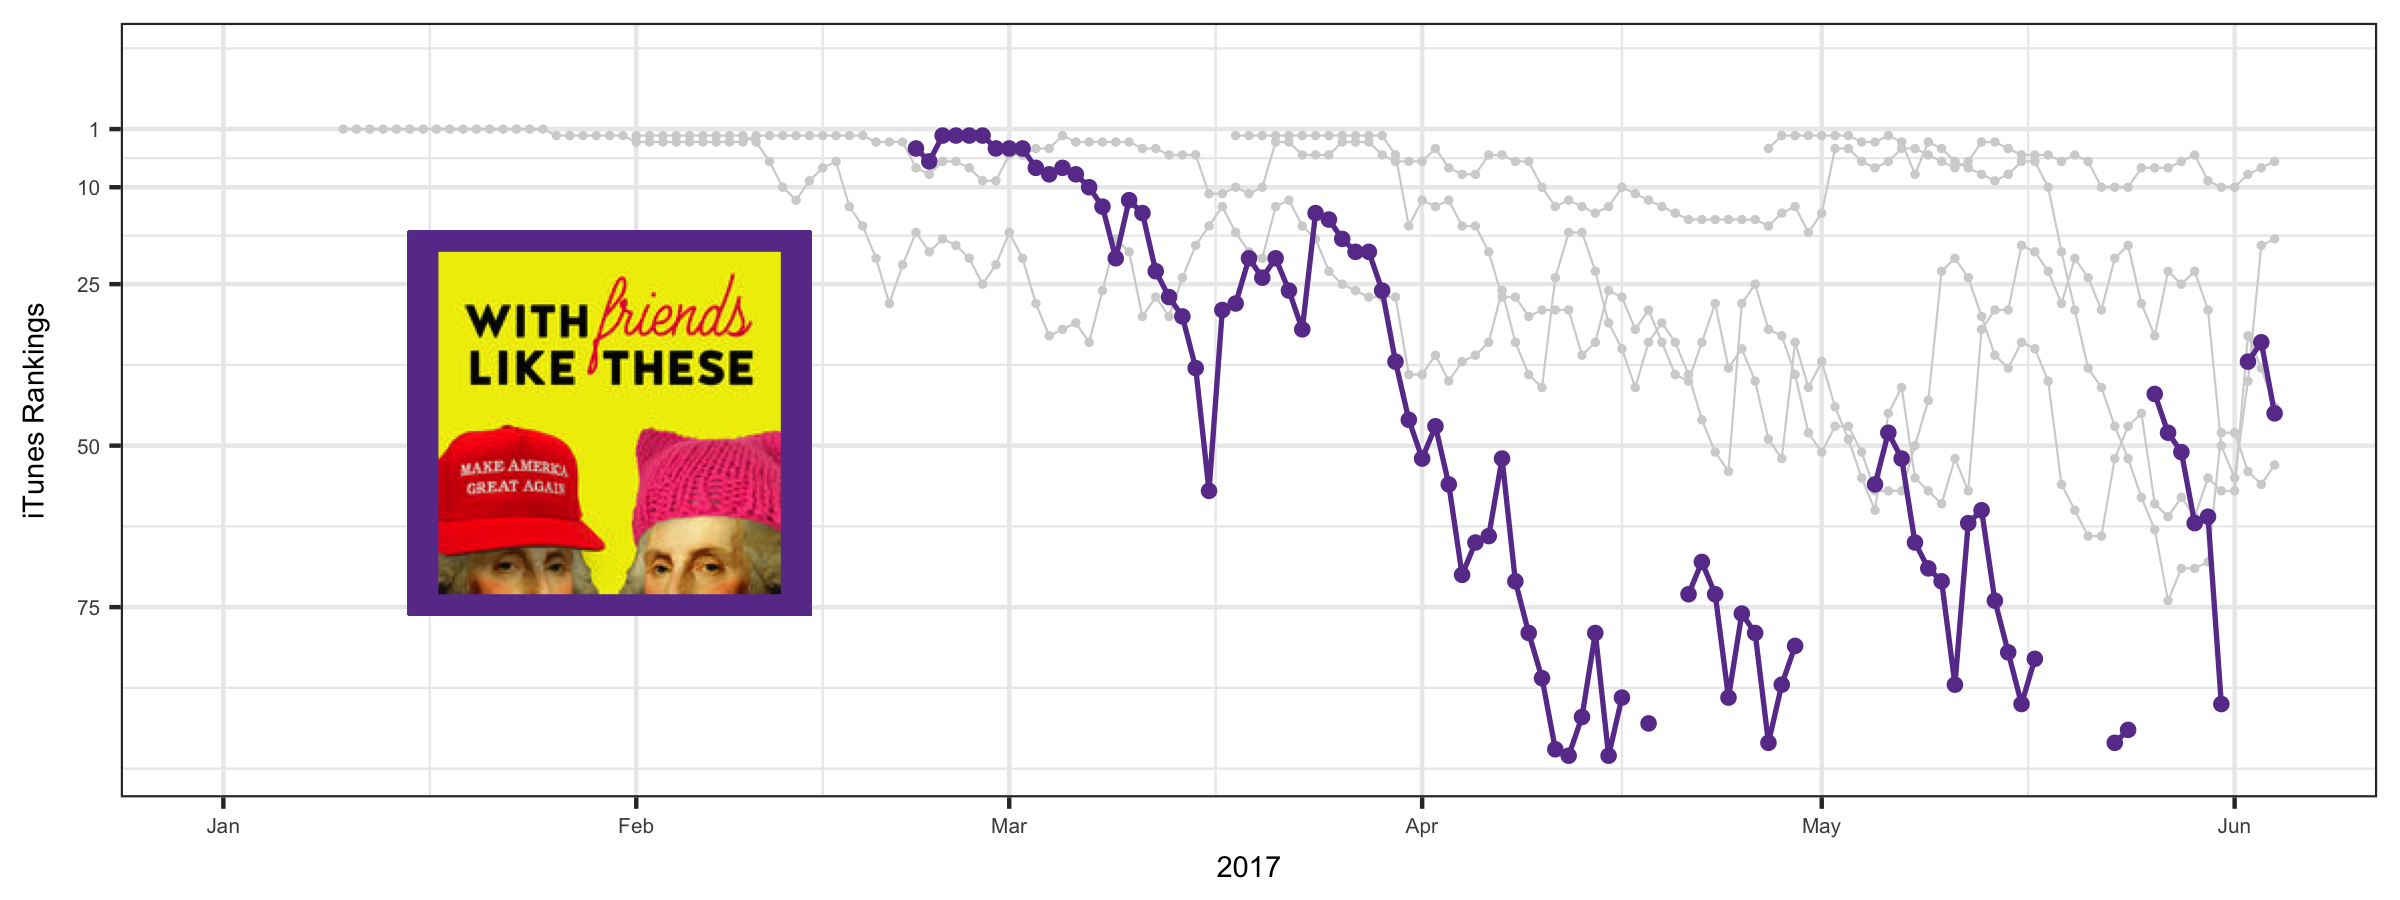 1
10
25
50
75
iTunes Rankings
WITH friends
LIKE THESE
MAKE AMERICA
GREAT AGAIN
Jan
Feb
Mar
Apr
May
Jun
2017